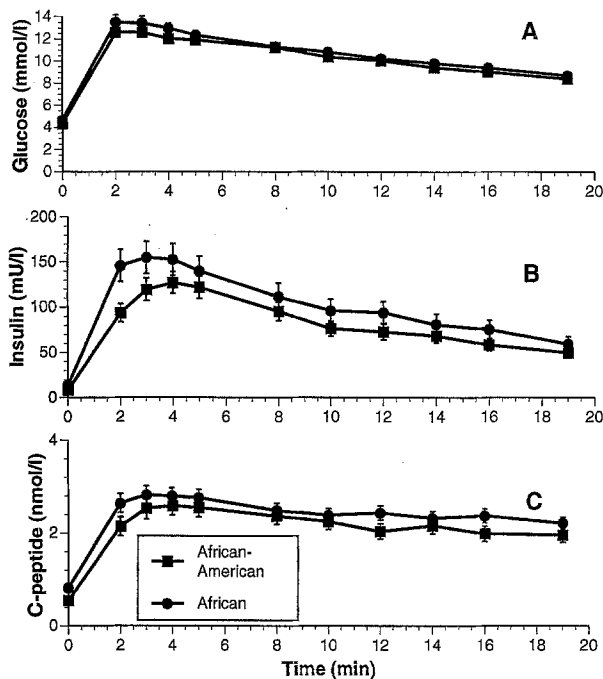 14
12
10
8
6
4
2
0
Glucose (mmol/l)
A
0 2 4 6 8 10 12 14 16 18 20
200
150
100
50
0
Insulin (mU/l)
B
0 2 4 6 8 10 12 14 16 18 20
4
2
0
C-peptide (nmol/l)
C
African-
American
African
0 2 4 6 8 10 12 14 16 18 20
Time (min)